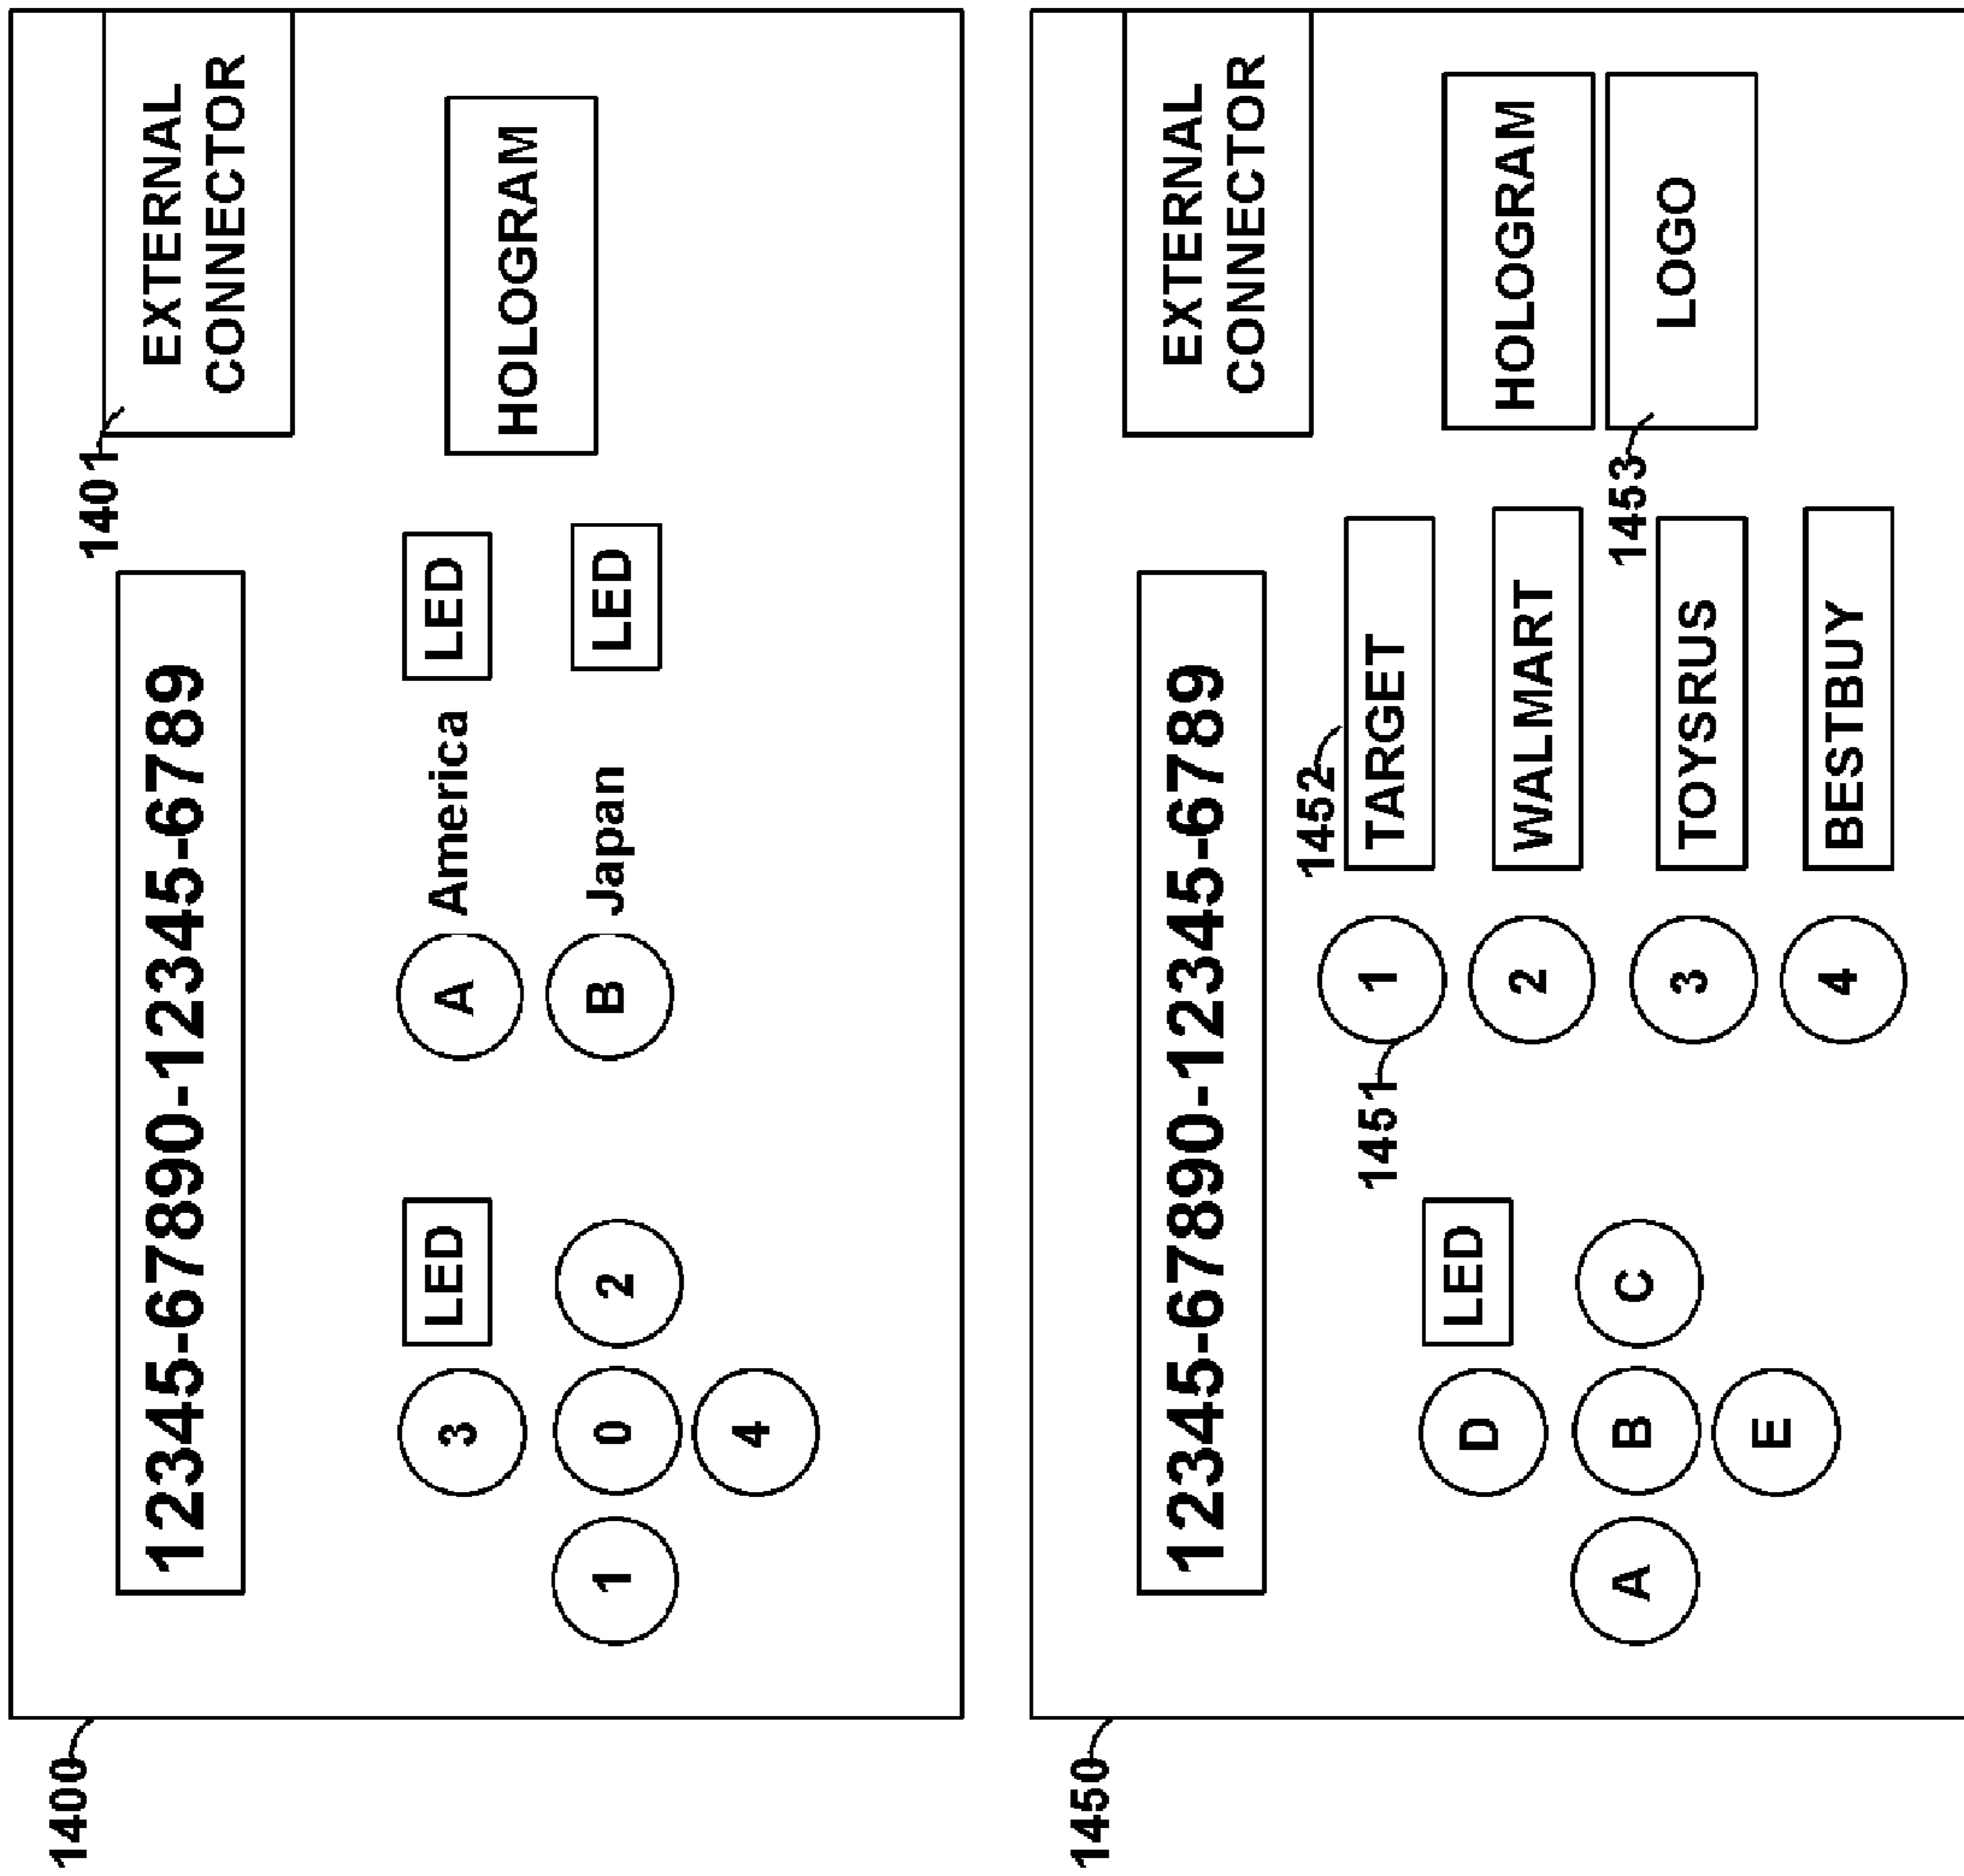 1400
1401
12345-67890-12345-6789
EXTERNAL
CONNECTOR
3
LED
A
America
LED
1
0
2
B
Japan
LED
4
HOLOGRAM
1450
12345-67890-12345-6789
EXTERNAL
CONNECTOR
1452
1451
1
TARGET
D
LED
2
WALMART
HOLOGRAM
A
B
C
1453
3
TOYSRUS
LOGO
E
4
BESTBUY